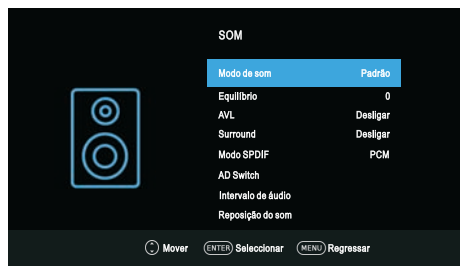 SOM
Modo de som Padrão
Equilíbrio 0
AVL Desligar
Surround Desligar
Modo SPDIF PCM
AD Switch
Intervalo de áudio
Reposição do som
Mover ENTER Seleccionar MENU Regressar